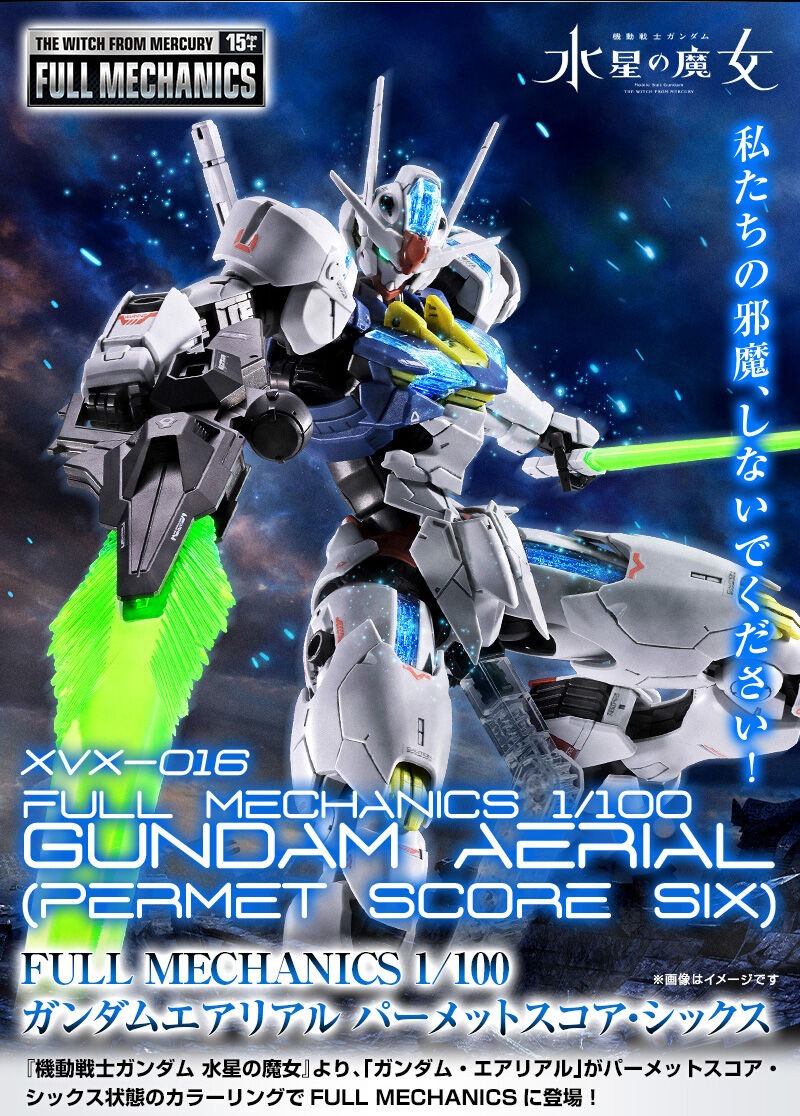 THE WITCH FROM MERCURY
15Age+
FULL MECHANICS
機動戦士ガンダム
水星の魔女
Mobile Suit Gundam
THE WITCH FROM MERCURY
私たちの邪魔、しないでください！
XVX-016
FULL MECHANICS 1/100
GUNDAM AERIAL
(PERMET SCORE SIX)
FULL MECHANICS 1/100
※画像はイメージです
ガンダムエアリアル パーメットスコア・シックス
『機動戦士ガンダム 水星の魔女』より、「ガンダム・エアリアル」がパーメットスコア・
シックス状態のカラーリングで FULL MECHANICS に登場！